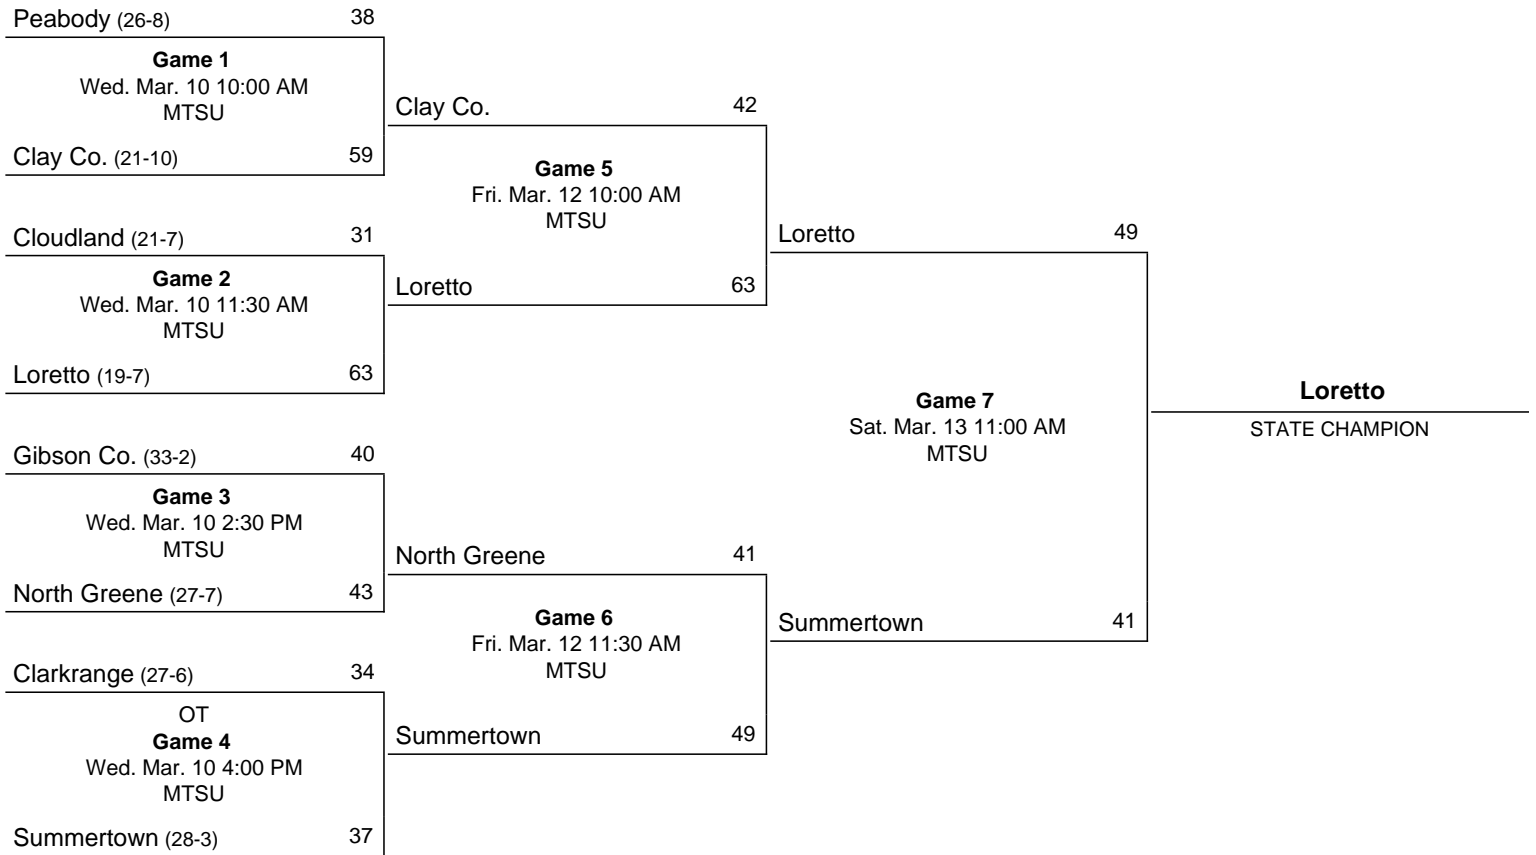 Peabody (26-8) 38
Game 1
Wed. Mar. 10 10:00 AM
MTSU
Clay Co. (21-10) 59
Cloudland (21-7) 31
Game 2
Wed. Mar. 10 11:30 AM
MTSU
Loretto (19-7) 63
Gibson Co. (33-2) 40
Game 3
Wed. Mar. 10 2:30 PM
MTSU
North Greene (27-7) 43
Clarkrange (27-6) 34
OT
Game 4
Wed. Mar. 10 4:00 PM
MTSU
Summertown (28-3) 37
Clay Co. 42
Game 5
Fri. Mar. 12 10:00 AM
MTSU
Loretto 63
North Greene 41
Game 6
Fri. Mar. 12 11:30 AM
MTSU
Summertown 49
Loretto 49
Game 7
Sat. Mar. 13 11:00 AM
MTSU
Summertown 41
Loretto
STATE CHAMPION